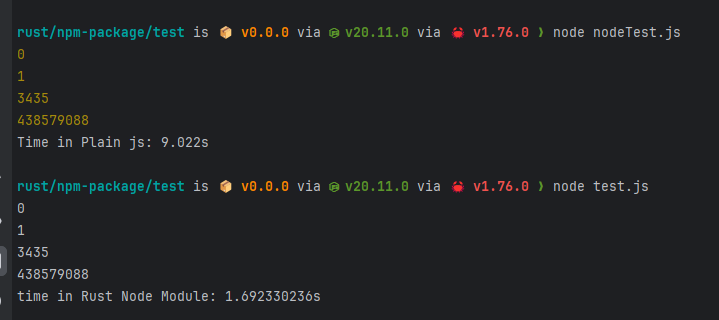 rust/npm-package/test is 📦 v0.0.0 via v20.11.0 via 🦀 v1.76.0 ❯ node nodeTest.js
0
1
3435
438579088
Time in Plain js: 9.022s
rust/npm-package/test is 📦 v0.0.0 via v20.11.0 via 🦀 v1.76.0 ❯ node test.js
0
1
3435
438579088
time in Rust Node Module: 1.692330236s